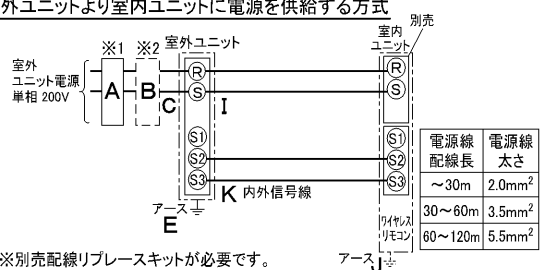 外ユニットより室内ユニットに電源を供給する方式
別売
※1 ※2 室外ユニット 室内
ユニット
室外
ユニット電源
単相 200V
A B C I
R R
S S
S1 S1
S2 S2
S3 S3
K 内外信号線
アース
E
ワイヤレス
リモコン
アース
J
電源線
配線長 電源線
太さ
～30m 2.0mm²
30～60m 3.5mm²
60～120m 5.5mm²
※別売配線リプレースキットが必要です。